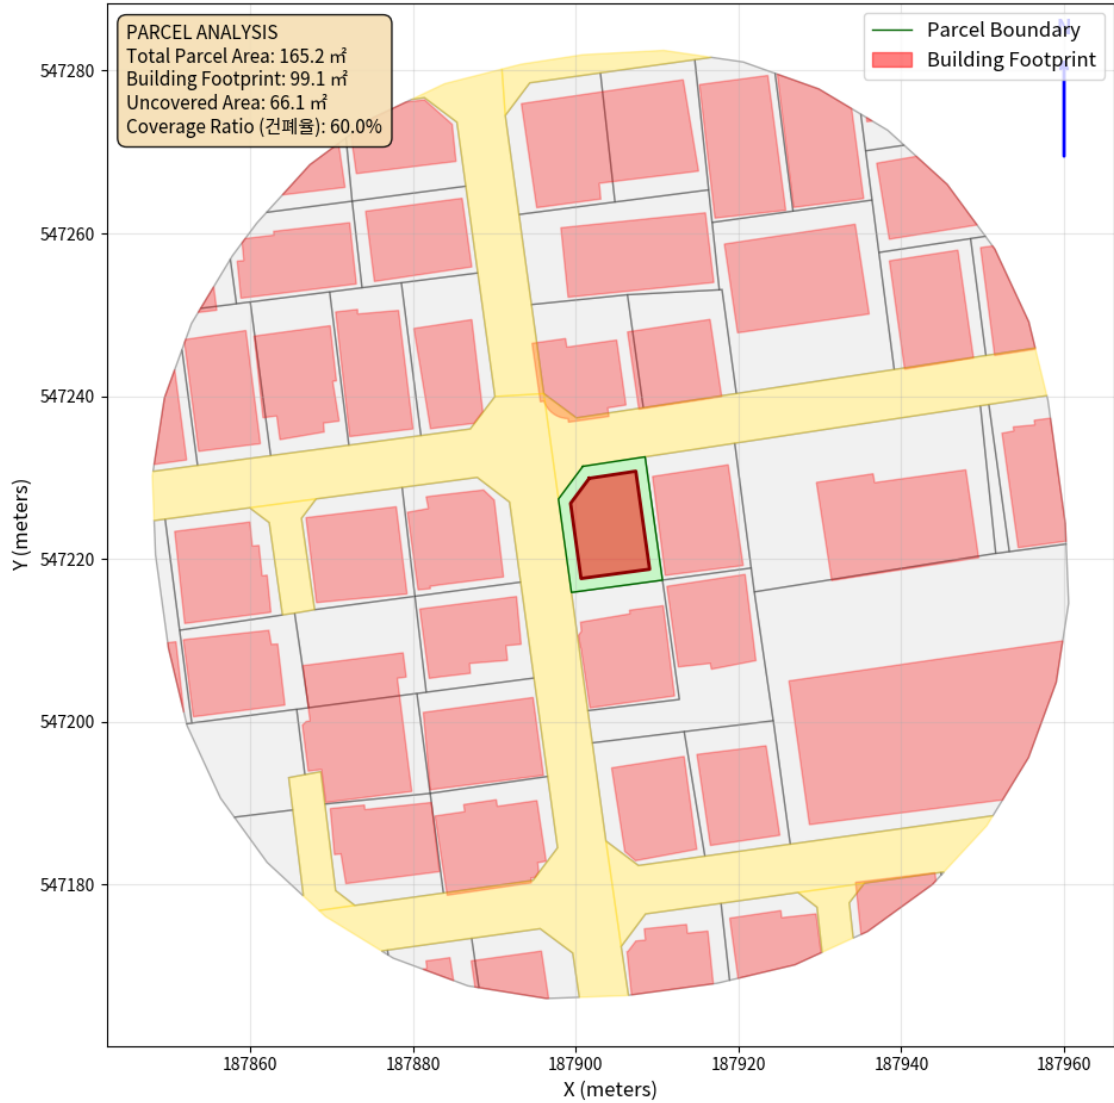 PARCEL ANALYSIS
Total Parcel Area: 165.2 ㎡
Building Footprint: 99.1 ㎡
Uncovered Area: 66.1 ㎡
Coverage Ratio (건폐율): 60.0%
N
Parcel Boundary
Building Footprint
547280
547260
547240
547220
547200
547180
Y (meters)
187860
187880
187900
187920
187940
187960
X (meters)